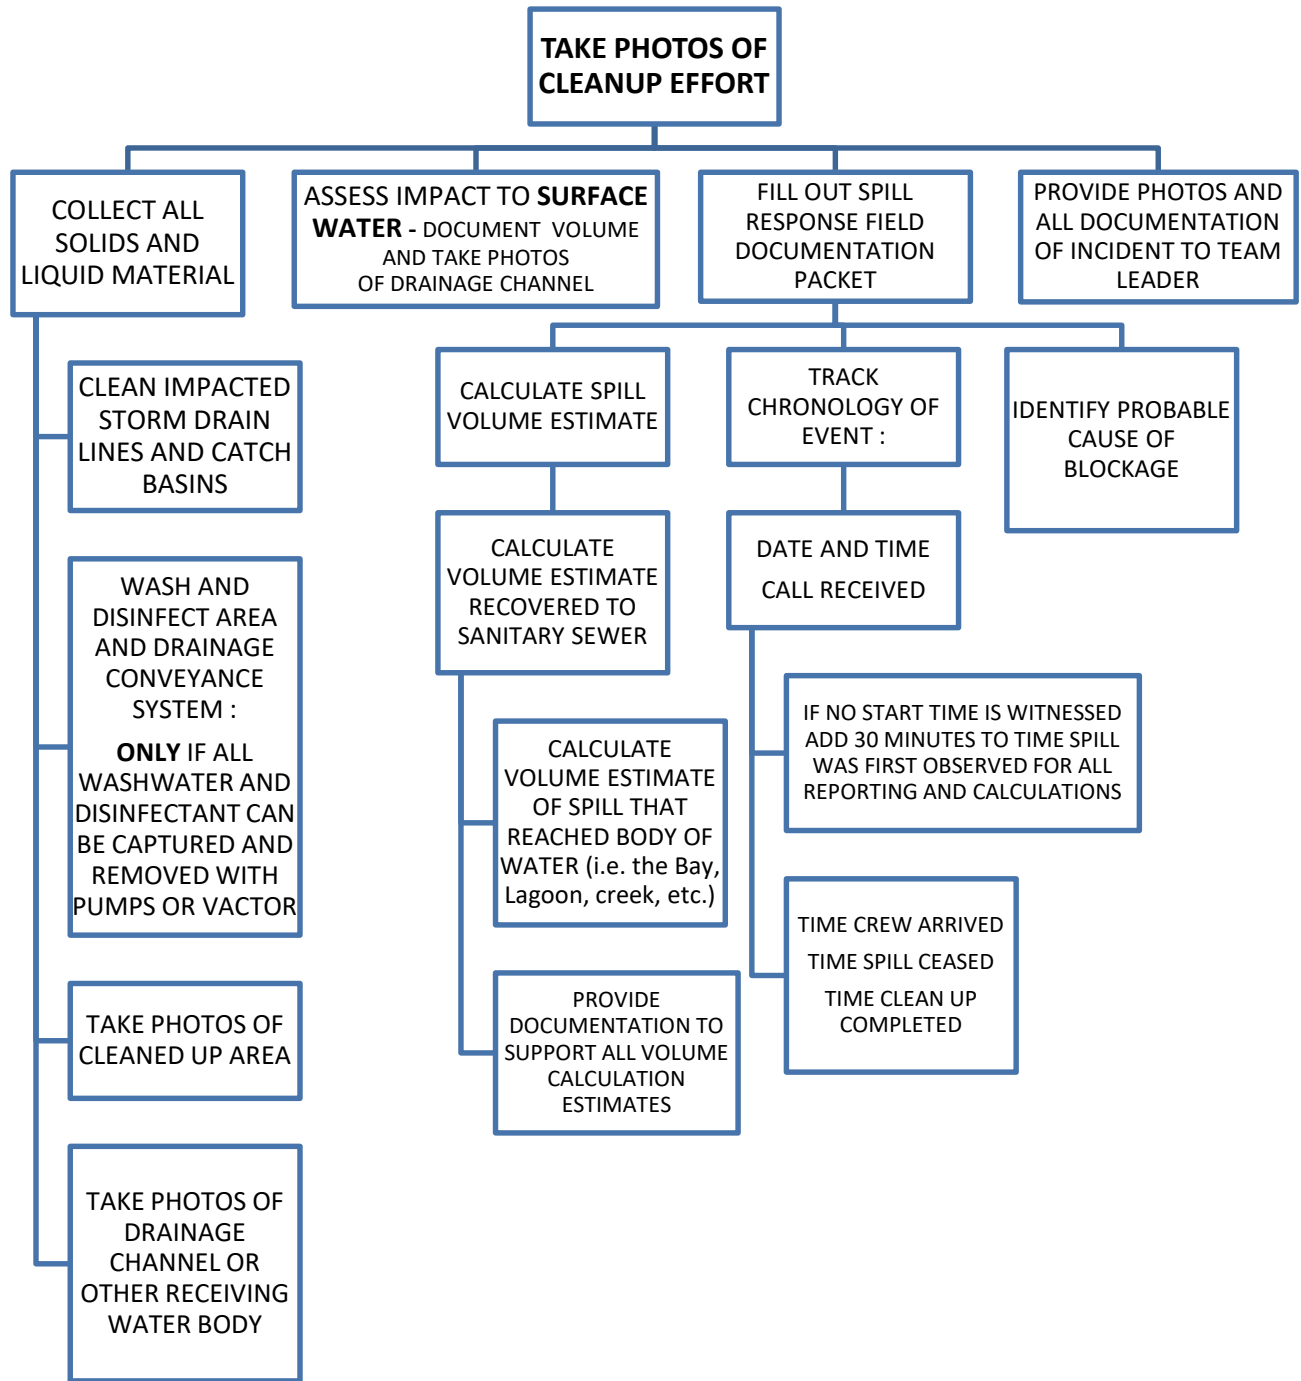 TAKE PHOTOS OF
CLEANUP EFFORT
COLLECT ALL
SOLIDS AND
LIQUID MATERIAL
ASSESS IMPACT TO SURFACE
WATER - DOCUMENT VOLUME
AND TAKE PHOTOS
OF DRAINAGE CHANNEL
FILL OUT SPILL
RESPONSE FIELD
DOCUMENTATION
PACKET
PROVIDE PHOTOS AND
ALL DOCUMENTATION
OF INCIDENT TO TEAM
LEADER
CLEAN IMPACTED
STORM DRAIN
LINES AND CATCH
BASINS
WASH AND
DISINFECT AREA
AND DRAINAGE
CONVEYANCE
SYSTEM :
ONLY IF ALL
WASHWATER AND
DISINFECTANT CAN
BE CAPTURED AND
REMOVED WITH
PUMPS OR VACTOR
TAKE PHOTOS OF
CLEANED UP AREA
TAKE PHOTOS OF
DRAINAGE
CHANNEL OR
OTHER RECEIVING
WATER BODY
CALCULATE SPILL
VOLUME ESTIMATE
CALCULATE
VOLUME ESTIMATE
RECOVERED TO
SANITARY SEWER
CALCULATE
VOLUME ESTIMATE
OF SPILL THAT
REACHED BODY OF
WATER (i.e. the Bay,
Lagoon, creek, etc.)
PROVIDE
DOCUMENTATION TO
SUPPORT ALL VOLUME
CALCULATION
ESTIMATES
TRACK
CHRONOLOGY OF
EVENT :
DATE AND TIME
CALL RECEIVED
IF NO START TIME IS WITNESSED
ADD 30 MINUTES TO TIME SPILL
WAS FIRST OBSERVED FOR ALL
REPORTING AND CALCULATIONS
TIME CREW ARRIVED
TIME SPILL CEASED
TIME CLEAN UP
COMPLETED
IDENTIFY PROBABLE
CAUSE OF
BLOCKAGE